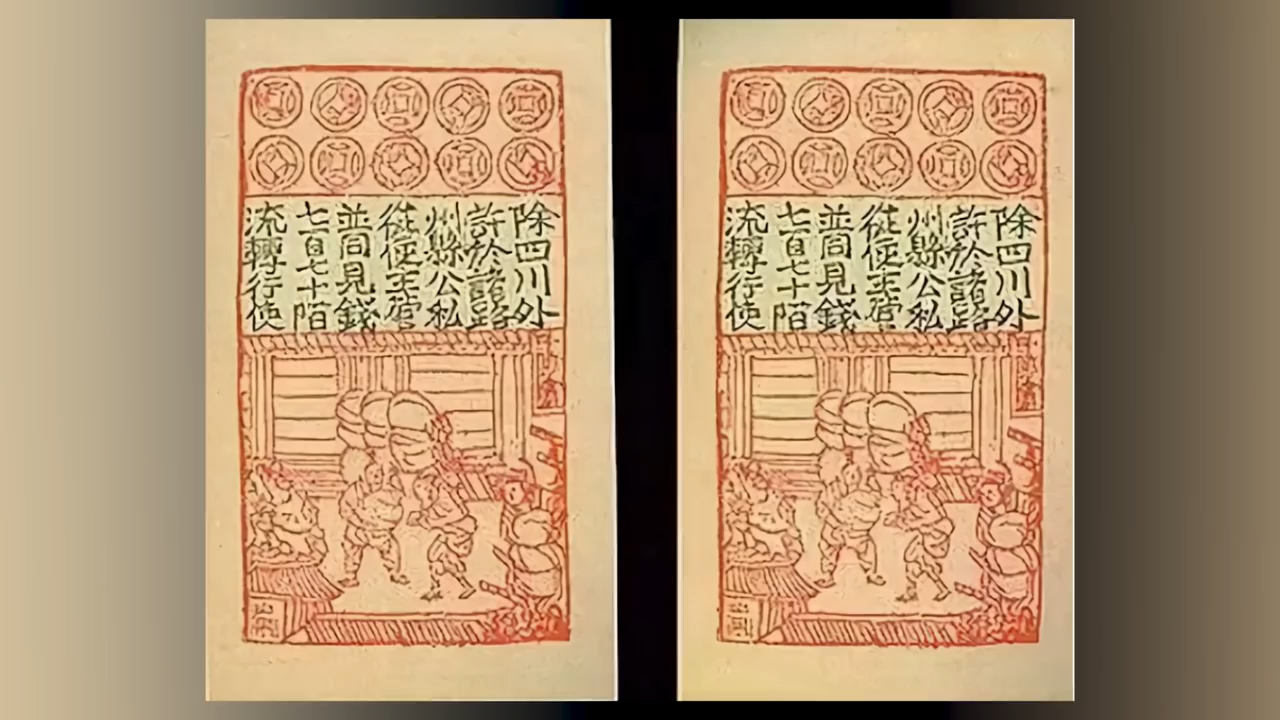 除四川外
許於諸路
州縣公私
從便主管
並同見錢
七百七十陌
流轉行使
除四川外
許於諸路
州縣公私
從便主管
並同見錢
七百七十陌
流轉行使